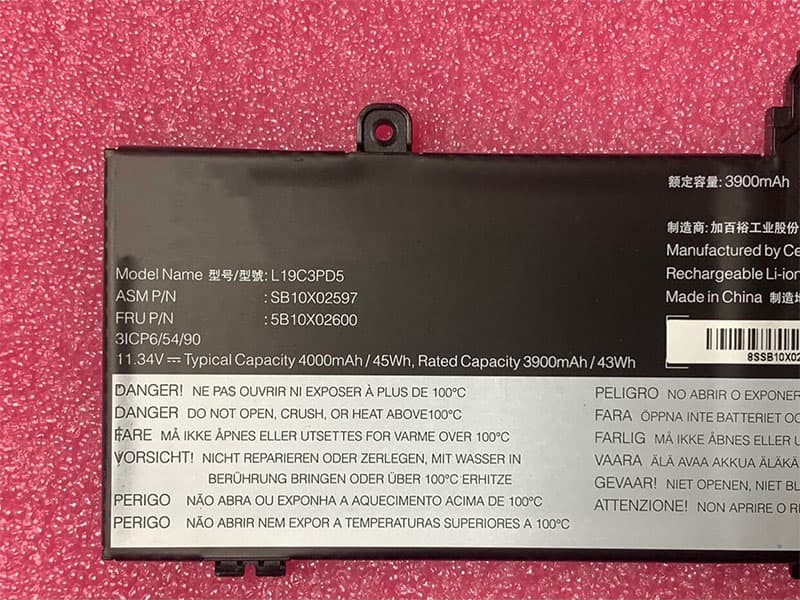 额定容量: 3900mAh
制造商: 加百裕工业股份
Manufactured by Ce
Rechargeable Li-ion
Made in China 制造地
Model Name 型号/型號: L19C3PD5
ASM P/N : SB10X02597
FRU P/N : 5B10X02600
3ICP6/54/90
11.34V⎓ Typical Capacity 4000mAh / 45Wh, Rated Capacity 3900mAh / 43Wh
8SSB10X02
DANGER! NE PAS OUVRIR NI EXPOSER À PLUS DE 100°C
DANGER DO NOT OPEN, CRUSH, OR HEAT ABOVE100°C
FARE MÅ IKKE ÅPNES ELLER UTSETTES FOR VARME OVER 100°C
VORSICHT! NICHT REPARIEREN ODER ZERLEGEN, MIT WASSER IN
BERÜHRUNG BRINGEN ODER ÜBER 100°C ERHITZE
PERIGO NÃO ABRA OU EXPONHA A AQUECIMENTO ACIMA DE 100°C
PERIGO NÃO ABRIR NEM EXPOR A TEMPERATURAS SUPERIORES A 100°C
PELIGRO NO ABRIR O EXPONER
FARA ÖPPNA INTE BATTERIET OC
FARLIG MÅ IKKE ÅBNES ELLER U
VAARA ÄLÄ AVAA AKKUA ÄLÄKÄ
GEVAAR! NIET OPENEN, NIET BL
ATTENZIONE! NON APRIRE O R